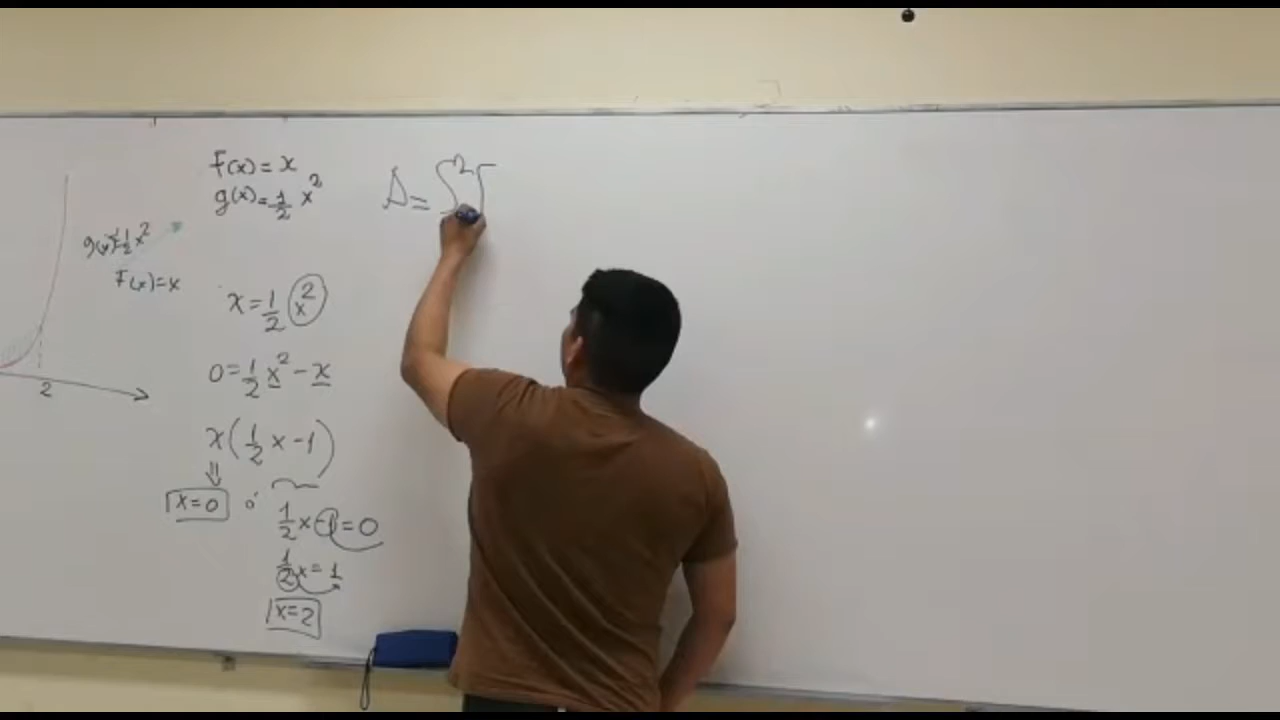 g(x)=1/2 x²
F(x)=x
2
F(x)=x
g(x)=1/2 x²
x=1/2 x²
0=1/2 x²-x
x(1/2 x-1)
⇓
x=0 o´
1/2 x-1=0
1/2 x=1
x=2
A=∫²[